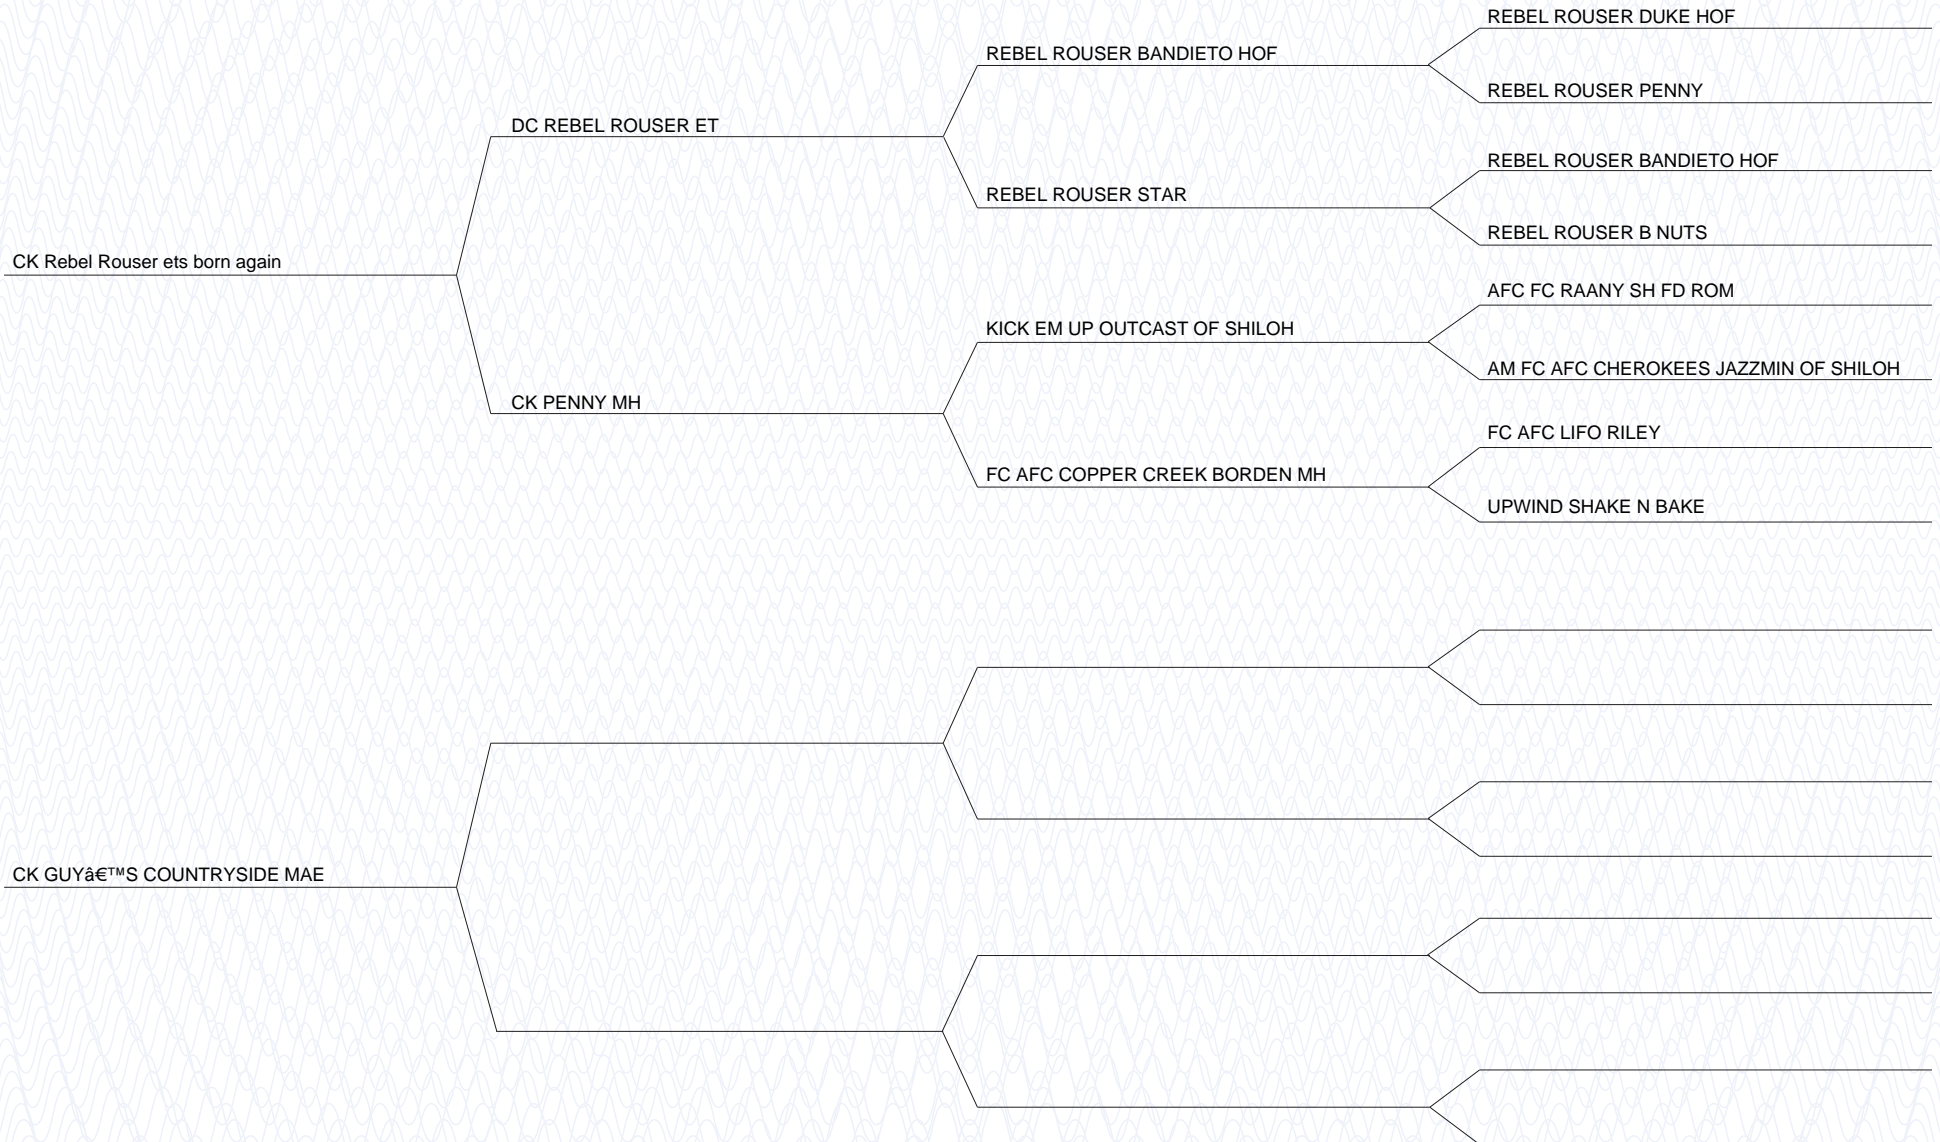 REBEL ROUSER DUKE HOF
REBEL ROUSER BANDIETO HOF
REBEL ROUSER PENNY
DC REBEL ROUSER ET
REBEL ROUSER BANDIETO HOF
REBEL ROUSER STAR
REBEL ROUSER B NUTS
CK Rebel Rouser ets born again
AFC FC RAANY SH FD ROM
KICK EM UP OUTCAST OF SHILOH
AM FC AFC CHEROKEES JAZZMIN OF SHILOH
CK PENNY MH
FC AFC LIFO RILEY
FC AFC COPPER CREEK BORDEN MH
UPWIND SHAKE N BAKE
CK GUYâ€™S COUNTRYSIDE MAE